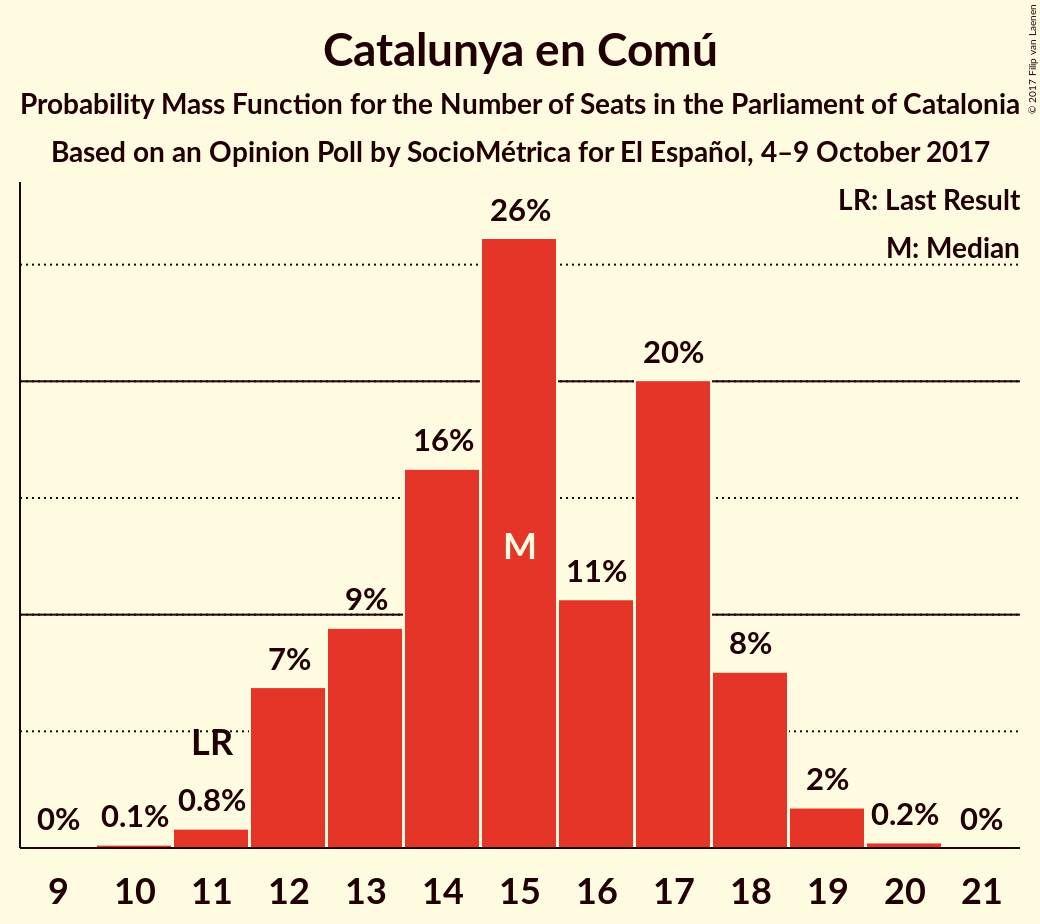 Catalunya en Comú
Probability Mass Function for the Number of Seats in the Parliament of Catalonia
Based on an Opinion Poll by SocioMétrica for El Español, 4–9 October 2017
© 2017 Filip van Laenen
LR: Last Result
M: Median
26%
20%
16%
M
11%
9%
8%
7%
LR
2%
0.8%
0% 0.1% 0.2% 0%
9 10 11 12 13 14 15 16 17 18 19 20 21